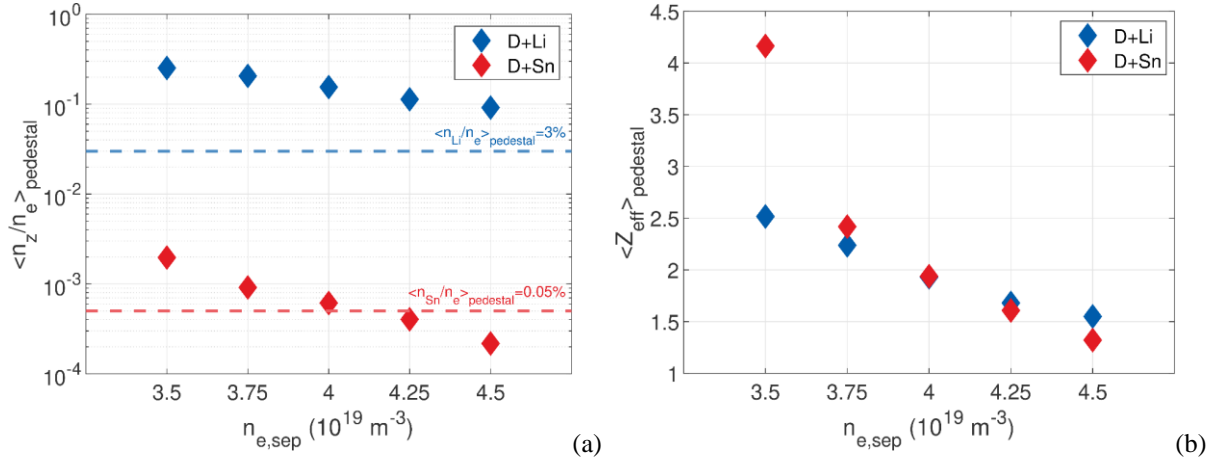 D+Li
D+Sn
10^0
10^-1
10^-2
10^-3
10^-4
<n_z/n_e>_pedestal
<n_Li/n_e>_pedestal=3%
<n_Sn/n_e>_pedestal=0.05%
3.5 3.75 4 4.25 4.5
n_e,sep (10^19 m^-3)
(a)
D+Li
D+Sn
4.5
4
3.5
3
2.5
2
1.5
1
<Z_eff>_pedestal
3.5 3.75 4 4.25 4.5
n_e,sep (10^19 m^-3)
(b)